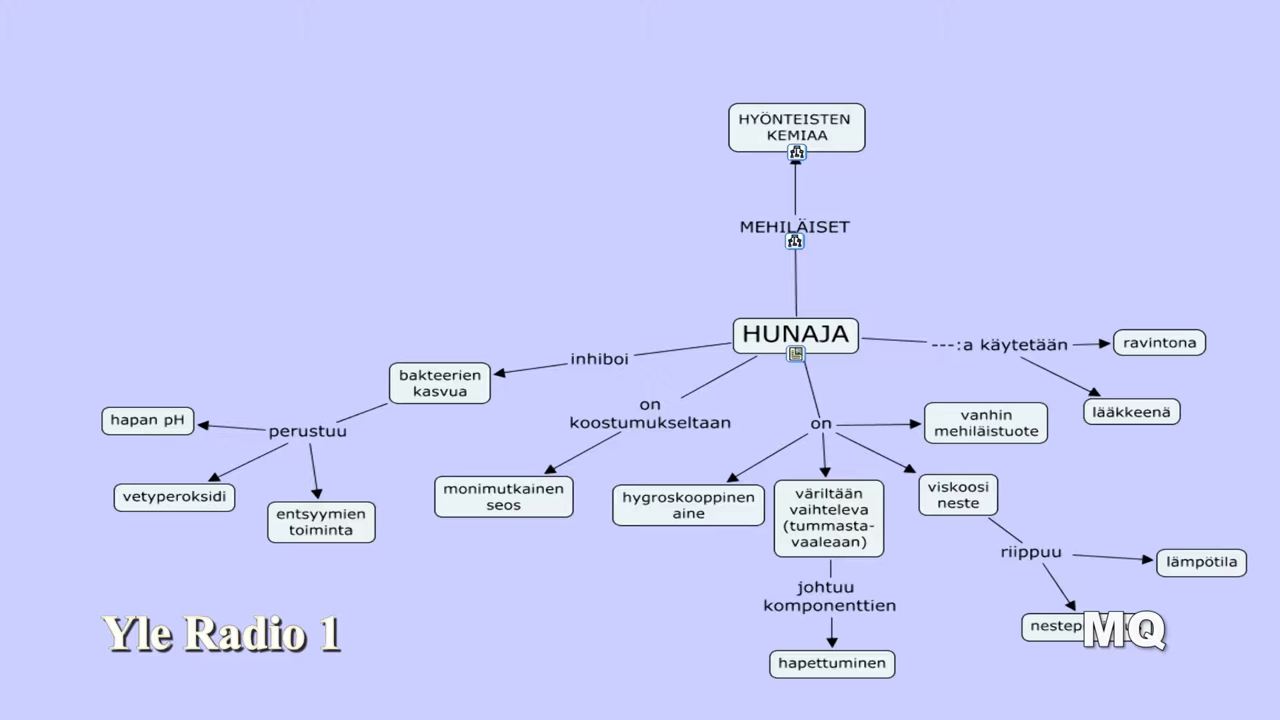 HYÖNTEISTEN
KEMIAA
MEHILÄISET
HUNAJA
inhiboi
bakteerien
kasvua
perustuu
hapan pH
vetyperoksidi
entsyymien
toiminta
on
koostumukseltaan
monimutkainen
seos
on
hygroskooppinen
aine
väriltään
vaihteleva
(tummasta-
vaaleaan)
johtuu
komponenttien
hapettuminen
viskoosi
neste
riippuu
lämpötila
vanhin
mehiläistuote
---:a käytetään
ravintona
lääkkeenä
Yle Radio 1
MQ